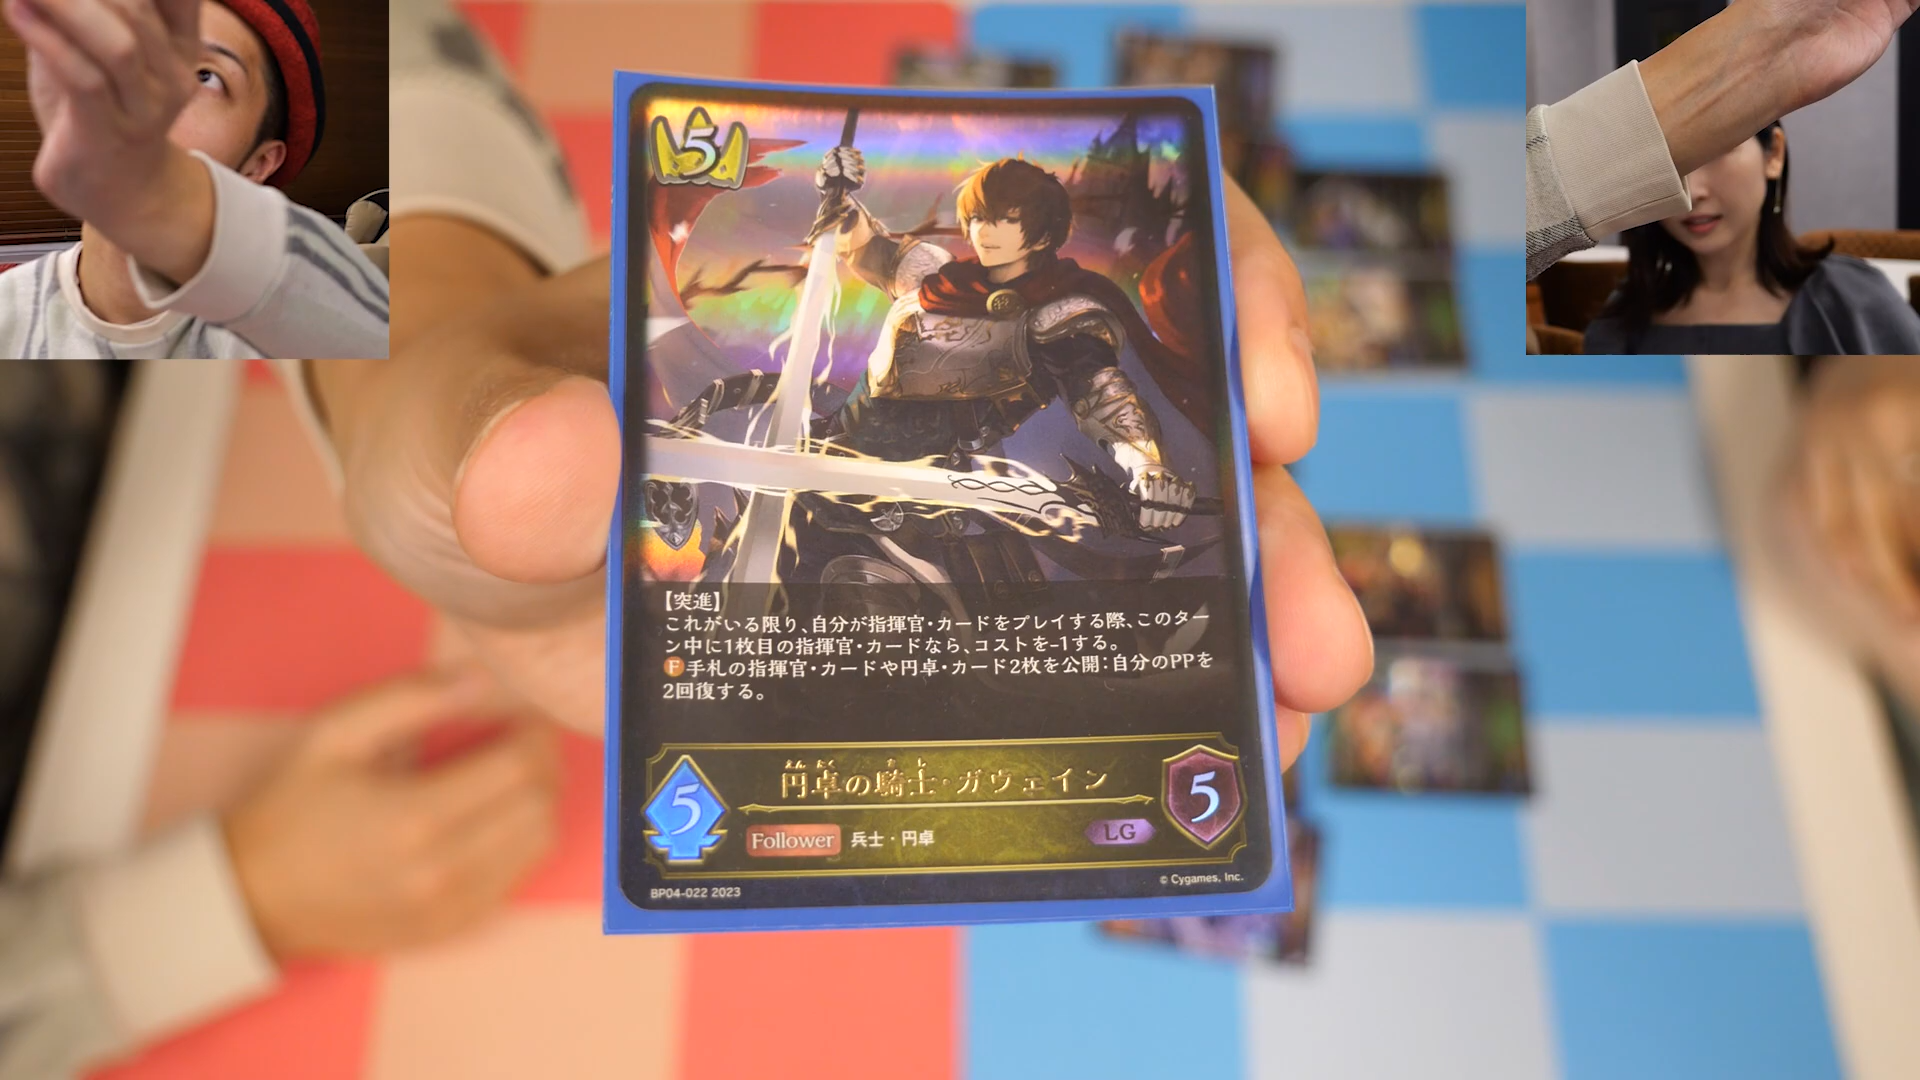 5
【突進】
これがいる限り、自分が指揮官・カードをプレイする際、このター
ン中に1枚目の指揮官・カードなら、コストを-1する。
F 手札の指揮官・カードや円卓・カード2枚を公開：自分のPPを
2回復する。
円卓の騎士・ガウェイン
5
5
Follower 兵士・円卓 LG
BP04-022 2023
© Cygames, Inc.